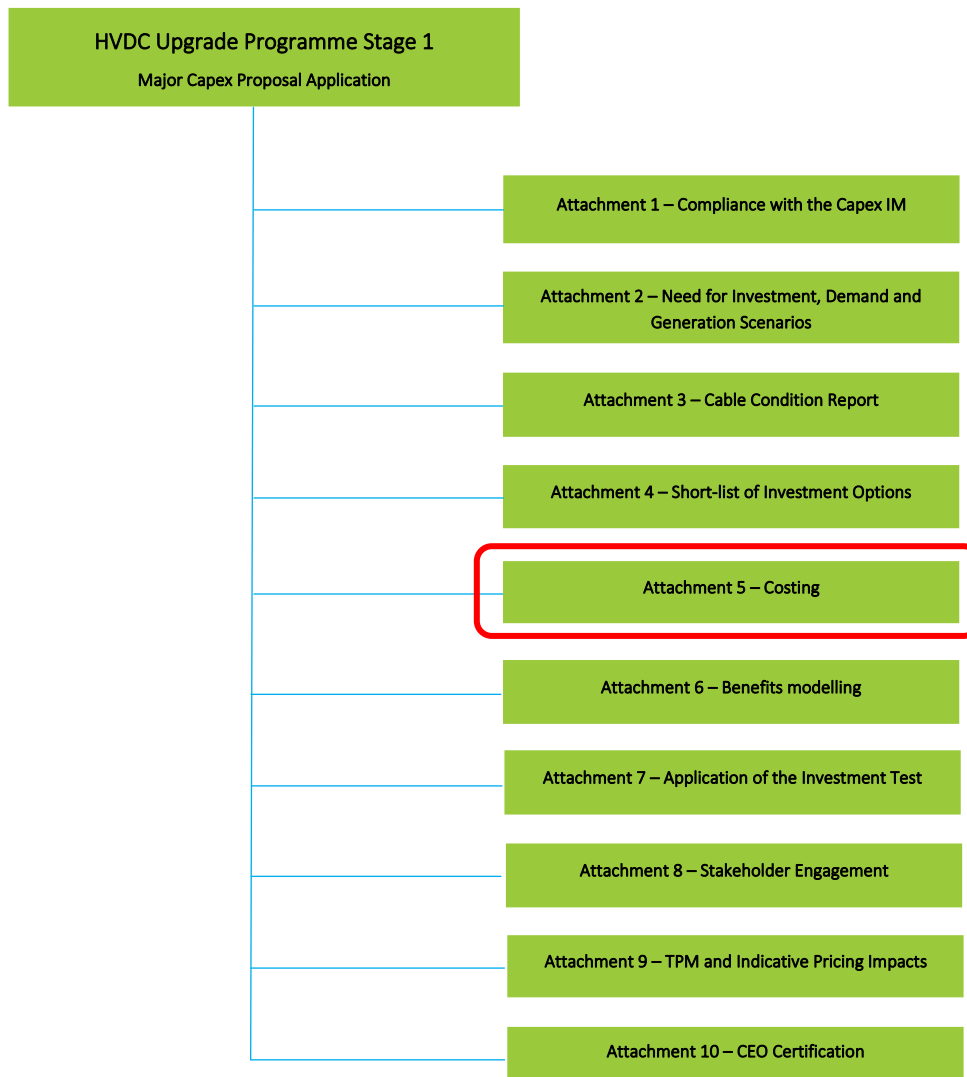 HVDC Upgrade Programme Stage 1
Major Capex Proposal Application
Attachment 1 – Compliance with the Capex IM
Attachment 2 – Need for Investment, Demand and
Generation Scenarios
Attachment 3 – Cable Condition Report
Attachment 4 – Short-list of Investment Options
Attachment 5 – Costing
Attachment 6 – Benefits modelling
Attachment 7 – Application of the Investment Test
Attachment 8 – Stakeholder Engagement
Attachment 9 – TPM and Indicative Pricing Impacts
Attachment 10 – CEO Certification